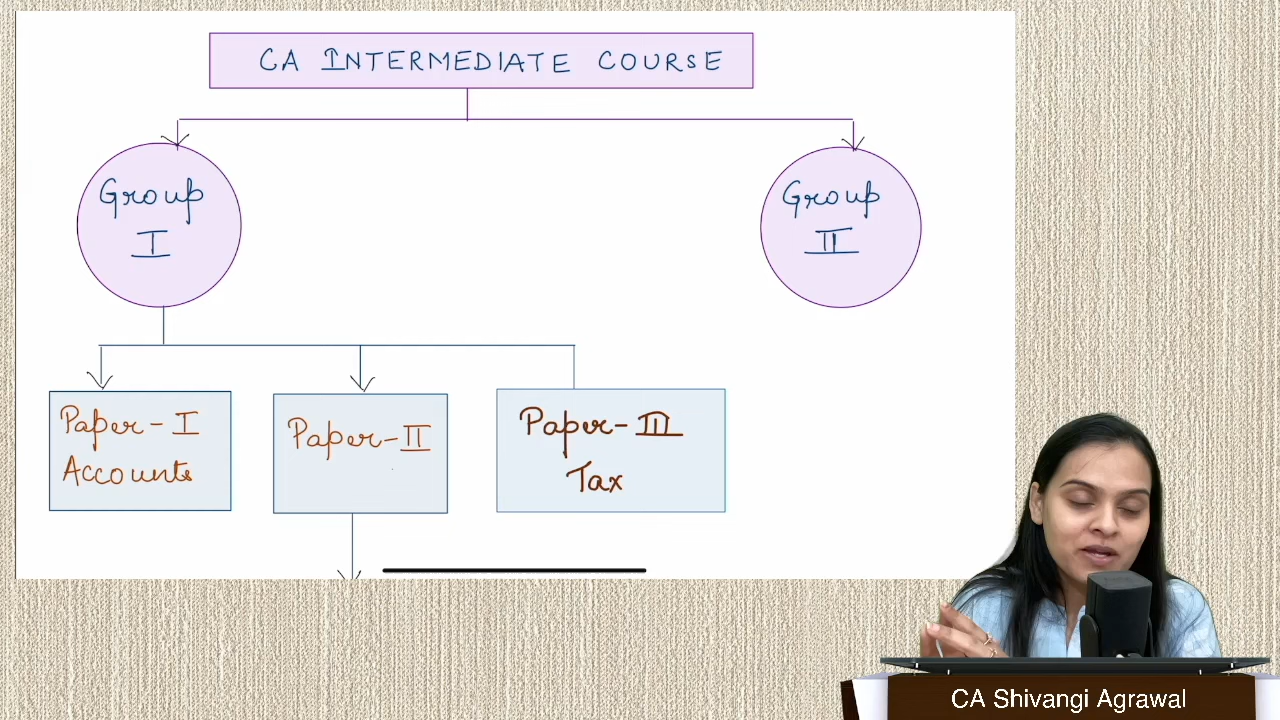 CA INTERMEDIATE COURSE
Group
I
Group
II
Paper - I
Accounts
Paper - II
Paper - III
Tax
CA Shivangi Agrawal